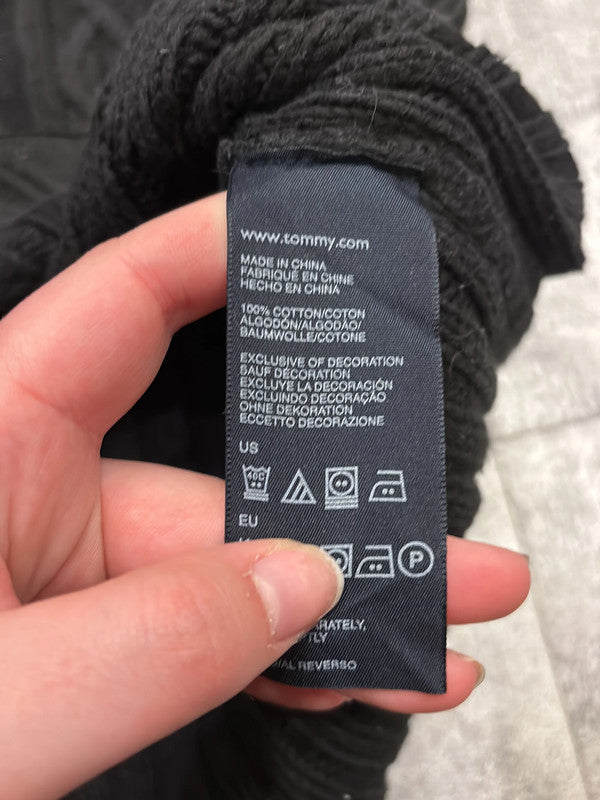 www.tommy.com
MADE IN CHINA
FABRIQUÉ EN CHINE
HECHO EN CHINA
100% COTTON/COTON
ALGODÓN/ALGODÃO/
BAUMWOLLE/COTONE
EXCLUSIVE OF DECORATION
SAUF DÉCORATION
EXCLUYE LA DECORACIÓN
EXCLUINDO DECORAÇÃO
OHNE DEKORATION
ECCETTO DECORAZIONE
US
40C
EU
P
REVERSO